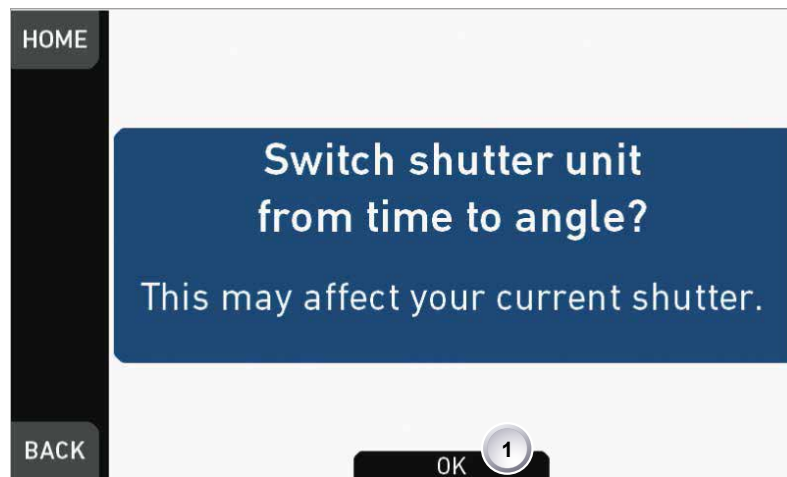 HOME
Switch shutter unit
from time to angle?
This may affect your current shutter.
BACK
OK
1